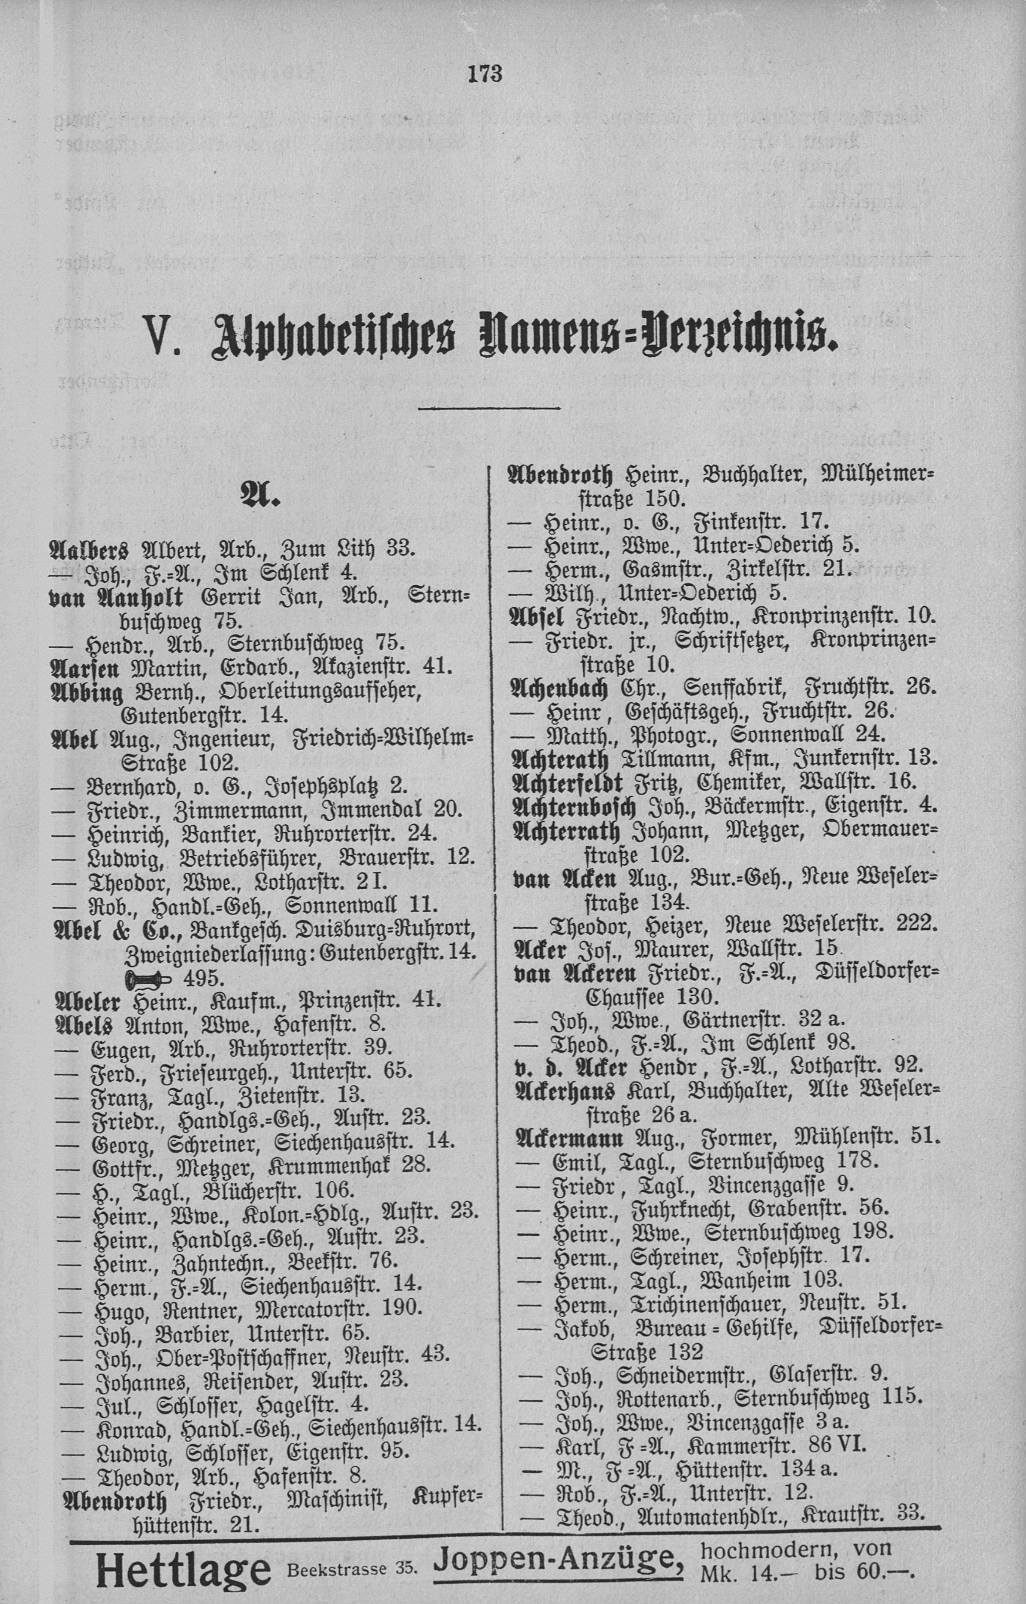 173
V. Alphabetisches Namens=Verzeichnis.
A.
Aalbers Albert, Arb., Zum Lith 33.
— Joh., F.=A., Im Schlenk 4.
van Aanholt Gerrit Jan, Arb., Stern=
buschweg 75.
— Hendr., Arb., Sternbuschweg 75.
Aarsen Martin, Erdarb., Akazienstr. 41.
Abbing Bernh., Oberleitungsaufseher,
Gutenbergstr. 14.
Abel Aug., Ingenieur, Friedrich=Wilhelm=
Straße 102.
— Bernhard, o. G., Josephsplatz 2.
— Friedr., Zimmermann, Immendal 20.
— Heinrich, Bankier, Ruhrorterstr. 24.
— Ludwig, Betriebsführer, Brauerstr. 12.
— Theodor, Wwe., Lotharstr. 21.
— Rob., Handl.=Geh., Sonnenwall 11.
Abel & Co., Bankgesch. Duisburg=Ruhrort,
Zweigniederlassung: Gutenbergstr. 14.
495.
Abeler Heinr., Kaufm., Prinzenstr. 41.
Abels Anton, Wwe., Hafenstr. 8.
— Eugen, Arb., Ruhrorterstr. 39.
— Ferd., Frieseurgeh., Unterstr. 65.
— Franz, Tagl., Zietenstr. 13.
— Friedr., Handlgs.=Geh., Austr. 23.
— Georg, Schreiner, Siechenhausstr. 14.
— Gottfr., Metzger, Krummenhak 28.
— H., Tagl., Blücherstr. 106.
— Heinr., Wwe., Kolon.=Hdlg., Austr. 23.
— Heinr., Handlgs.=Geh., Austr. 23.
— Heinr., Zahntechn., Beekstr. 76.
— Herm., F.=A., Siechenhausstr. 14.
— Hugo, Rentner, Mercatorstr. 190.
— Joh., Barbier, Unterstr. 65.
— Joh., Ober=Postschaffner, Neustr. 43.
— Johannes, Reisender, Austr. 23.
— Jul., Schlosser, Hagelstr. 4.
— Konrad, Handl.=Geh., Siechenhausstr. 14.
— Ludwig, Schlosser, Eigenstr. 95.
— Theodor, Arb., Hafenstr. 8.
Abendroth Friedr., Maschinist, Kupfer=
hüttenstr. 21.
Abendroth Heinr., Buchhalter, Mülheimer=
straße 150.
— Heinr., o. G., Finkenstr. 17.
— Heinr., Wwe., Unter=Oederich 5.
— Herm., Gasmstr., Zirkelstr. 21.
— Wilh., Unter=Oederich 5.
Absel Friedr., Nachtw., Kronprinzenstr. 10.
— Friedr. jr., Schriftsetzer, Kronprinzen=
straße 10.
Achenbach Chr., Senffabrik, Fruchtstr. 26.
— Heinr, Geschäftsgeh., Fruchtstr. 26.
— Matth., Photogr., Sonnenwall 24.
Achterath Tillmann, Kfm., Junkernstr. 13.
Achterfeldt Fritz, Chemiker, Wallstr. 16.
Achternbosch Joh., Bäckermstr., Eigenstr. 4.
Achterrath Johann, Metzger, Obermauer=
straße 102.
van Acken Aug., Bur.=Geh., Neue Weseler=
straße 134.
— Theodor, Heizer, Neue Weselerstr. 222.
Acker Jos., Maurer, Wallstr. 15.
van Ackeren Friedr., F.=A., Düsseldorfer=
Chaussee 130.
— Joh., Wwe., Gärtnerstr. 32 a.
— Theod., F.=A., Im Schlenk 98.
v. d. Acker Hendr, F.=A., Lotharstr. 92.
Ackerhans Karl, Buchhalter, Alte Weseler=
straße 26 a.
Ackermann Aug., Former, Mühlenstr. 51.
— Emil, Tagl., Sternbuschweg 178.
— Friedr, Tagl., Vincenzgasse 9.
— Heinr., Fuhrknecht, Grabenstr. 56.
— Heinr., Wwe., Sternbuschweg 198.
— Herm., Schreiner, Josephstr. 17.
— Herm., Tagl., Wanheim 103.
— Herm., Trichinenschauer, Neustr. 51.
— Jakob, Bureau=Gehilfe, Düsseldorfer=
Straße 132
— Joh., Schneidermstr., Glaserstr. 9.
— Joh., Rottenarb., Sternbuschweg 115.
— Joh., Wwe., Vincenzgasse 3 a.
— Karl, F=A., Kammerstr. 86 VI.
— M., F=A., Hüttenstr. 134 a.
— Rob., F.=A., Unterstr. 12.
— Theod., Automatenhdlr., Krautstr. 33.
Hettlage Beekstrasse 35. Joppen-Anzüge, hochmodern, von
Mk. 14.— bis 60.—.